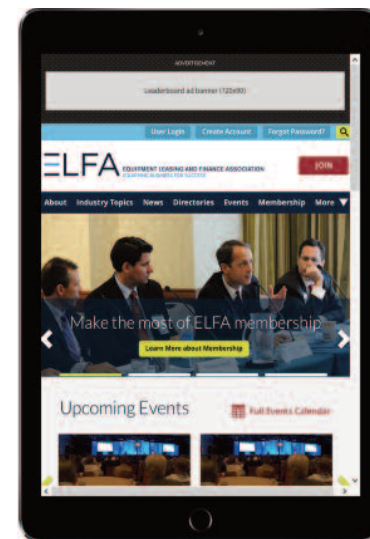 ADVERTISEMENT
Leaderboard ad banner (720x90)
User Login Create Account Forgot Password?
ELFA EQUIPMENT LEASING AND FINANCE ASSOCIATION
EQUIPPING BUSINESS FOR SUCCESS
JOIN
About Industry Topics News Directories Events Membership More
Make the most of ELFA membership
Learn More about Membership
Upcoming Events
Full Events Calendar